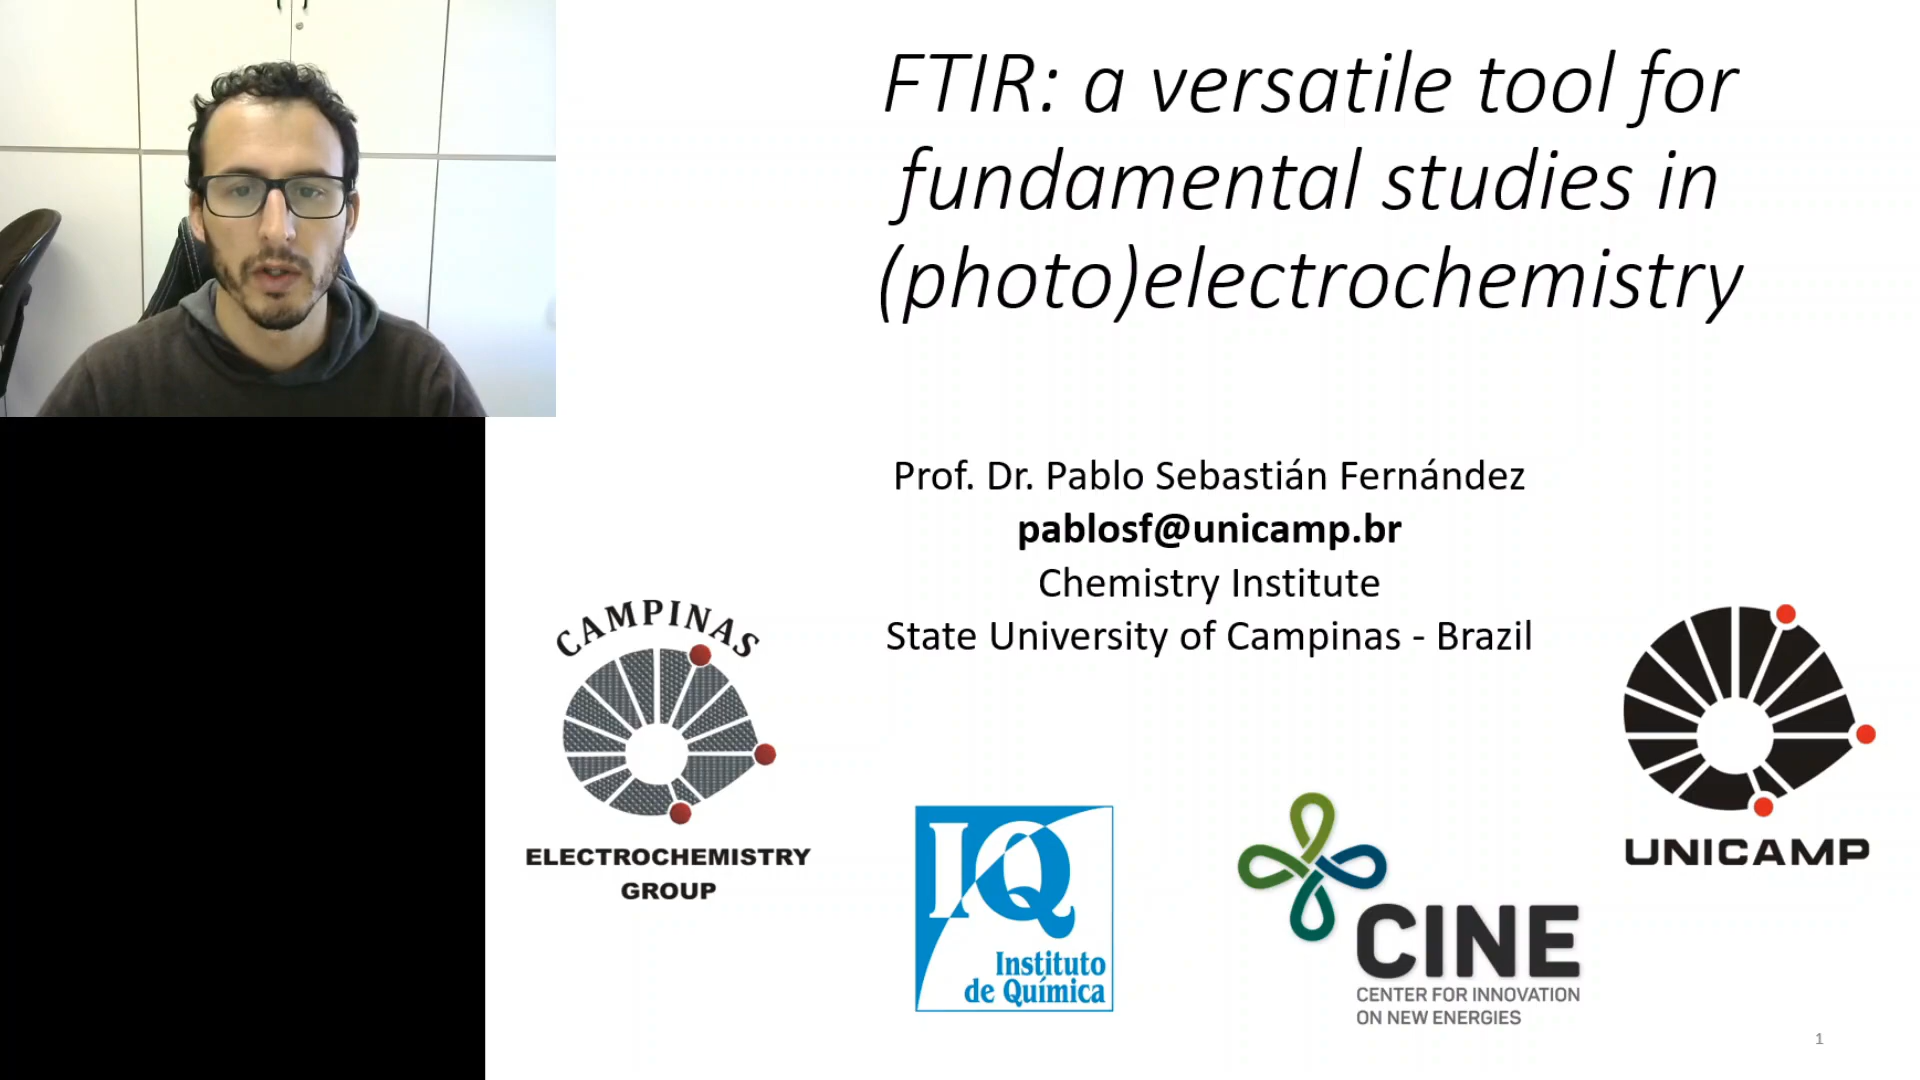 FTIR: a versatile tool for
fundamental studies in
(photo)electrochemistry
Prof. Dr. Pablo Sebastián Fernández
pablosf@unicamp.br
Chemistry Institute
State University of Campinas - Brazil
CAMPINAS
ELECTROCHEMISTRY
GROUP
IQ
Instituto
de Química
CINE
CENTER FOR INNOVATION
ON NEW ENERGIES
UNICAMP
1